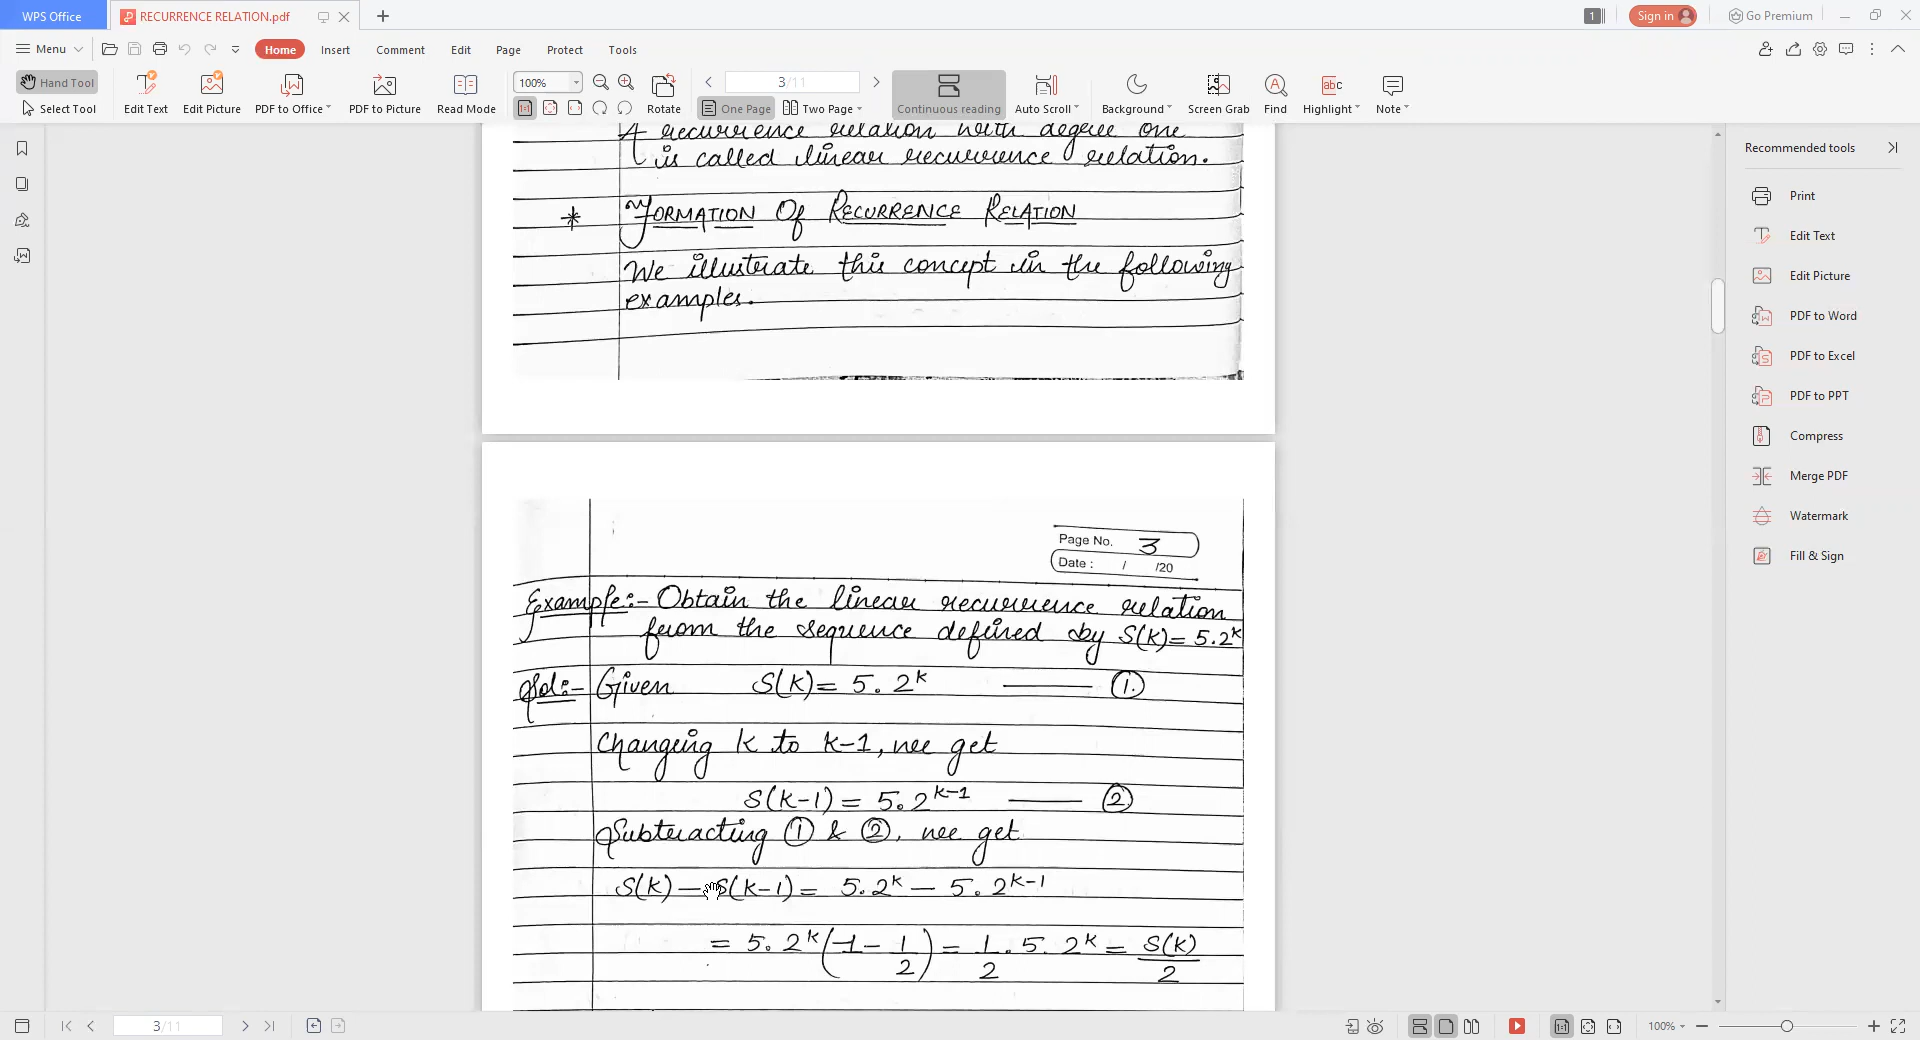 WPS Office
RECURRENCE RELATION.pdf
1
Sign in
Go Premium
Menu
Home
Insert
Comment
Edit
Page
Protect
Tools
Hand Tool
Select Tool
Edit Text
Edit Picture
PDF to Office
PDF to Picture
Read Mode
100%
Rotate
3/11
One Page
Two Page
Continuous reading
Auto Scroll
Background
Screen Grab
Find
abc
Highlight
Note
A recurrence relation with degree one
is called linear recurrence relation.
* FORMATION Of RECURRENCE RELATION
We illustrate this concept in the following
examples.
Page No. 3
Date : / /20
Example:- Obtain the linear recurrence relation
from the sequence defined by S(K) = 5.2^K
Sol:- Given S(K) = 5.2^K —— ①
Changing K to K-1, we get
S(K-1) = 5.2^{K-1} —— ②
Subtracting ① & ②, we get
S(K) — S(K-1) = 5.2^K — 5.2^{K-1}
= 5.2^K (1 - 1/2) = 1/2 . 5.2^K = S(K)/2
Recommended tools
Print
Edit Text
Edit Picture
PDF to Word
PDF to Excel
PDF to PPT
Compress
Merge PDF
Watermark
Fill & Sign
3/11
1:1
100%